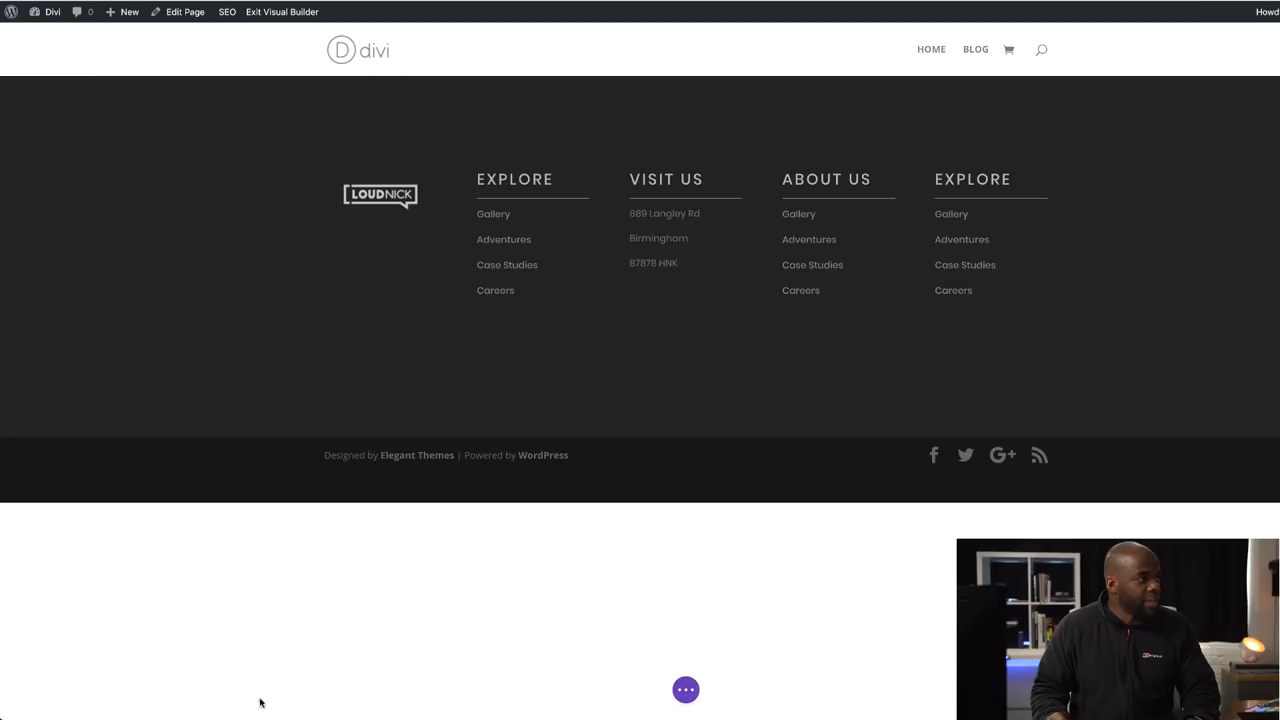 Divi 0 New Edit Page SEO Exit Visual Builder Howd
D divi HOME BLOG
LOUDNICK
EXPLORE
Gallery
Adventures
Case Studies
Careers
VISIT US
889 Langley Rd
Birmingham
B7878 HNK
ABOUT US
Gallery
Adventures
Case Studies
Careers
EXPLORE
Gallery
Adventures
Case Studies
Careers
Designed by Elegant Themes | Powered by WordPress